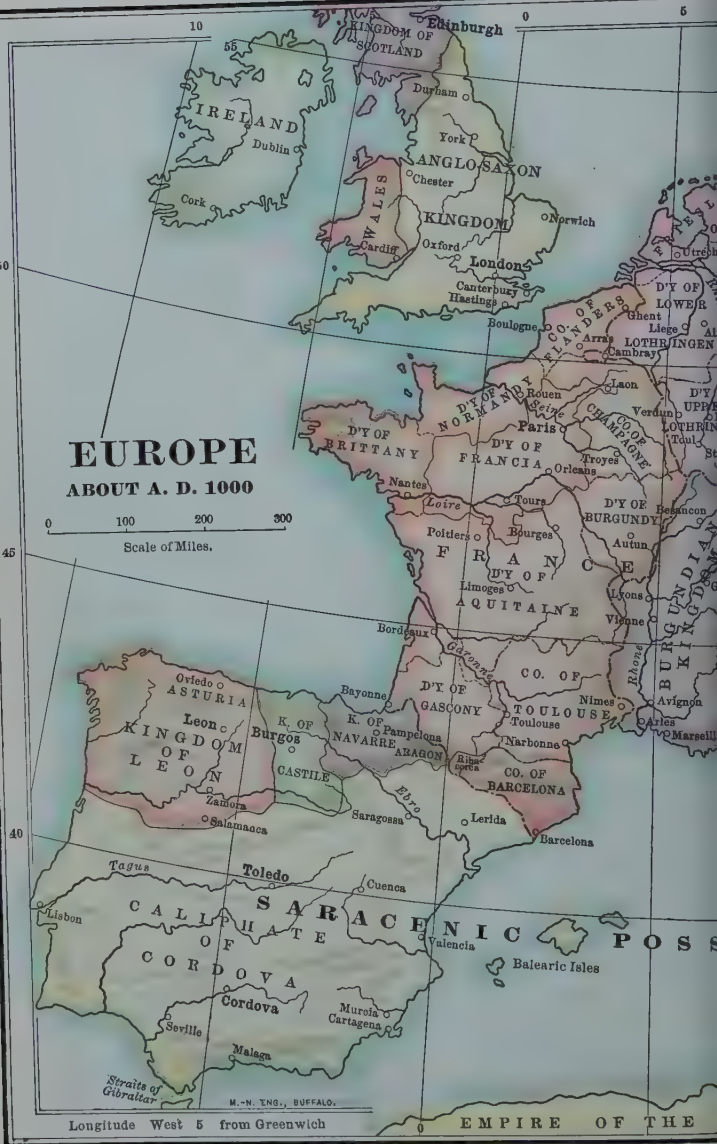 10
0
5
55
KINGDOM OF
SCOTLAND
Edinburgh
Durham
IRELAND
Dublin
Cork
York
ANGLO-SAXON
Chester
WALES
KINGDOM
Norwich
Cardiff
Oxford
London
Canterbury
Hastings
Utrech
D'Y OF
LOWER
LOTHRINGEN
CO. OF
FLANDERS
Ghent
Liege
Boulogne
Arras
Cambray
D'Y OF
NORMANDY
Rouen
Seine
Laon
Verdun
D'Y
UPP
LOTHRIN
Toul
St
Paris
CO. OF
CHAMPAGNE
Troyes
D'Y OF
BRITTANY
D'Y OF
FRANCIA
Orleans
EUROPE
ABOUT A. D. 1000
0 100 200 300
Scale of Miles.
Nantes
Loire
Tours
D'Y OF
BURGUNDY
Besancon
Poitiers
Bourges
Autun
FRANCE
D'Y OF
AQUITAINE
Limoges
Lyons
Vienne
BURGUNDIAN
KINGDOM
45
Bordeaux
Garonne
CO. OF
TOULOUSE
Rhone
Avignon
Nimes
Arles
Marseill
Bayonne
D'Y OF
GASCONY
Toulouse
Narbonne
Oviedo
ASTURIA
Leon
KINGDOM
OF
LEON
K. OF
Burgos
CASTILE
K. OF
NAVARRE
Pampelona
ARAGON
Riba
gorca
CO. OF
BARCELONA
Zamora
Salamanca
Ebro
Saragossa
Lerida
Barcelona
40
Tagus
Toledo
Cuenca
Lisbon
SARACENIC POSS
CALIPHATE
OF
CORDOVA
Valencia
Balearic Isles
Cordova
Murcia
Cartagena
Seville
Malaga
Straits of
Gibraltar
M.-N. ENG., BUFFALO.
Longitude West 5 from Greenwich
0
EMPIRE OF THE